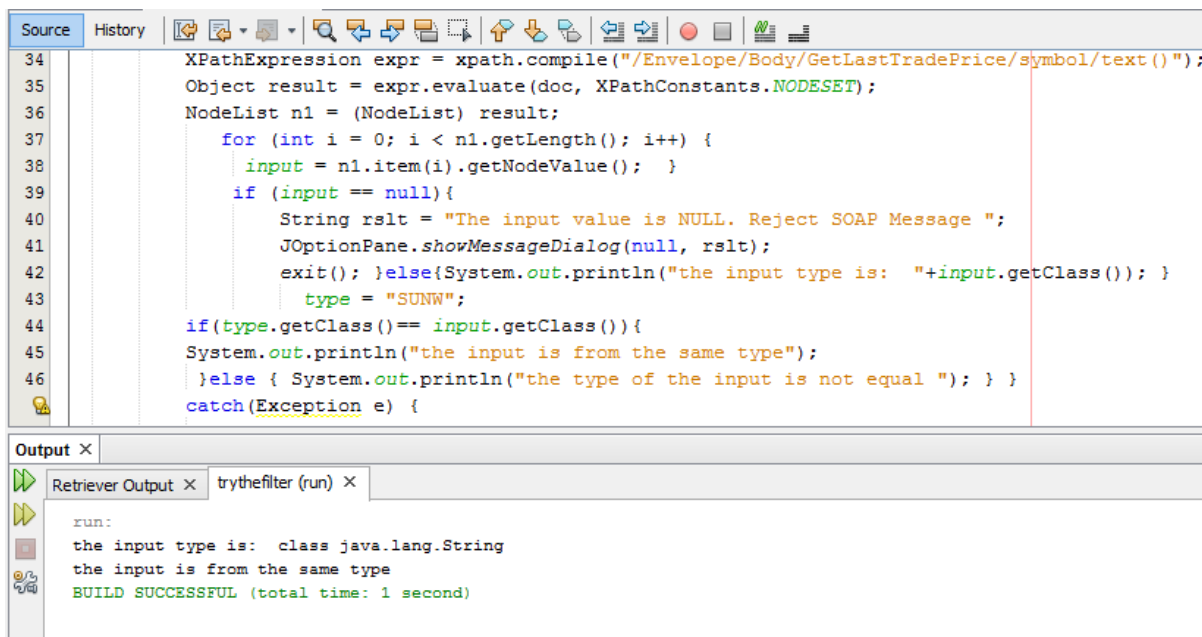 Source History
34 XPathExpression expr = xpath.compile("/Envelope/Body/GetLastTradePrice/symbol/text()");
35 Object result = expr.evaluate(doc, XPathConstants.NODESET);
36 NodeList n1 = (NodeList) result;
37 for (int i = 0; i < n1.getLength(); i++) {
38 input = n1.item(i).getNodeValue(); }
39 if (input == null){
40 String rslt = "The input value is NULL. Reject SOAP Message ";
41 JOptionPane.showMessageDialog(null, rslt);
42 exit(); }else{System.out.println("the input type is:  "+input.getClass()); }
43 type = "SUNW";
44 if(type.getClass()== input.getClass()){
45 System.out.println("the input is from the same type");
46 }else { System.out.println("the type of the input is not equal "); } }
catch(Exception e) {
Output ×
Retriever Output × trythefilter (run) ×
run:
the input type is:  class java.lang.String
the input is from the same type
BUILD SUCCESSFUL (total time: 1 second)